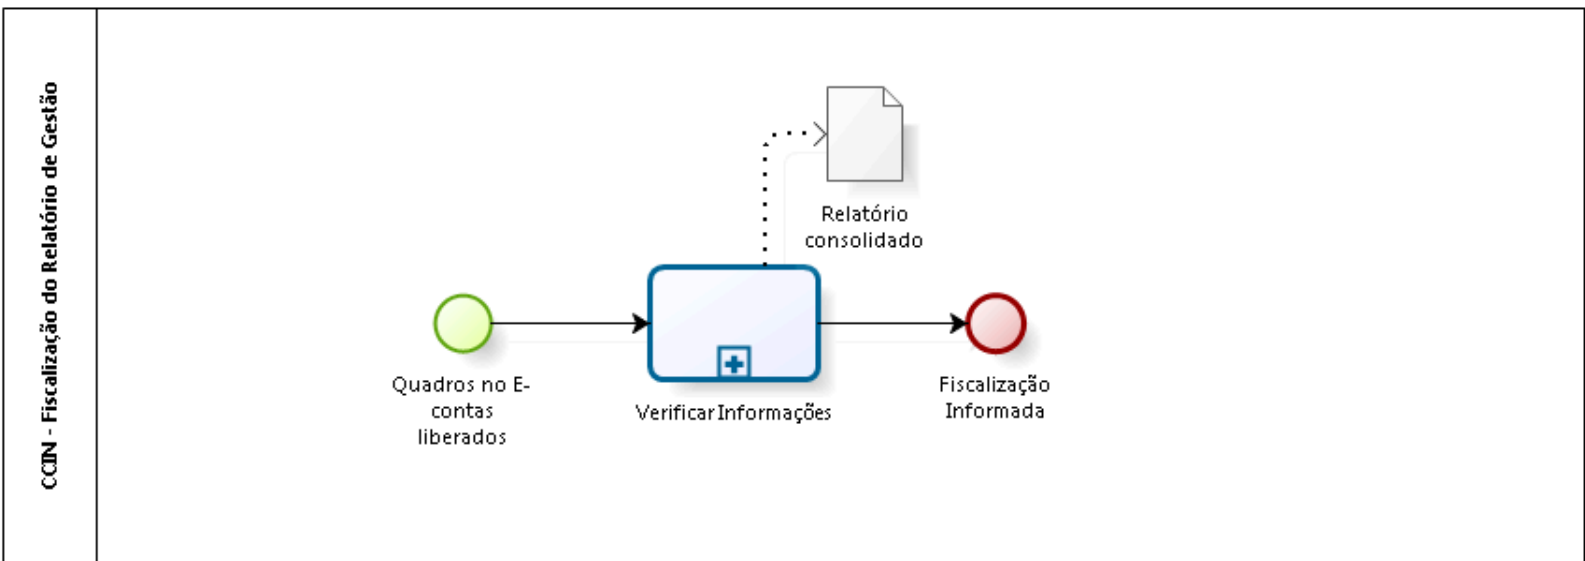 CCIN - Fiscalização do Relatório de Gestão
Relatório
consolidado
Quadros no E-
contas
liberados
Verificar Informações
Fiscalização
Informada